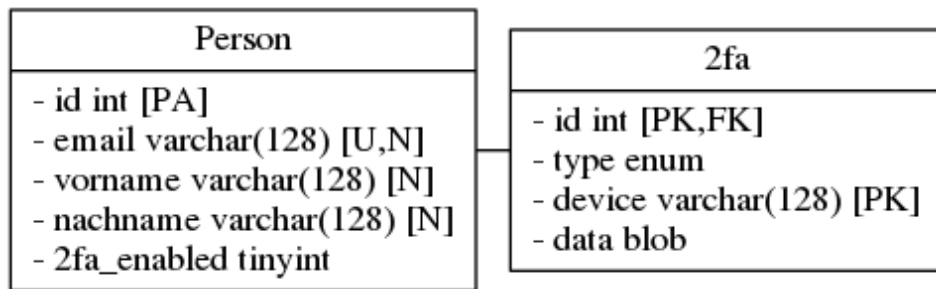 Person
- id int [PA]
- email varchar(128) [U,N]
- vorname varchar(128) [N]
- nachname varchar(128) [N]
- 2fa_enabled tinyint
2fa
- id int [PK,FK]
- type enum
- device varchar(128) [PK]
- data blob